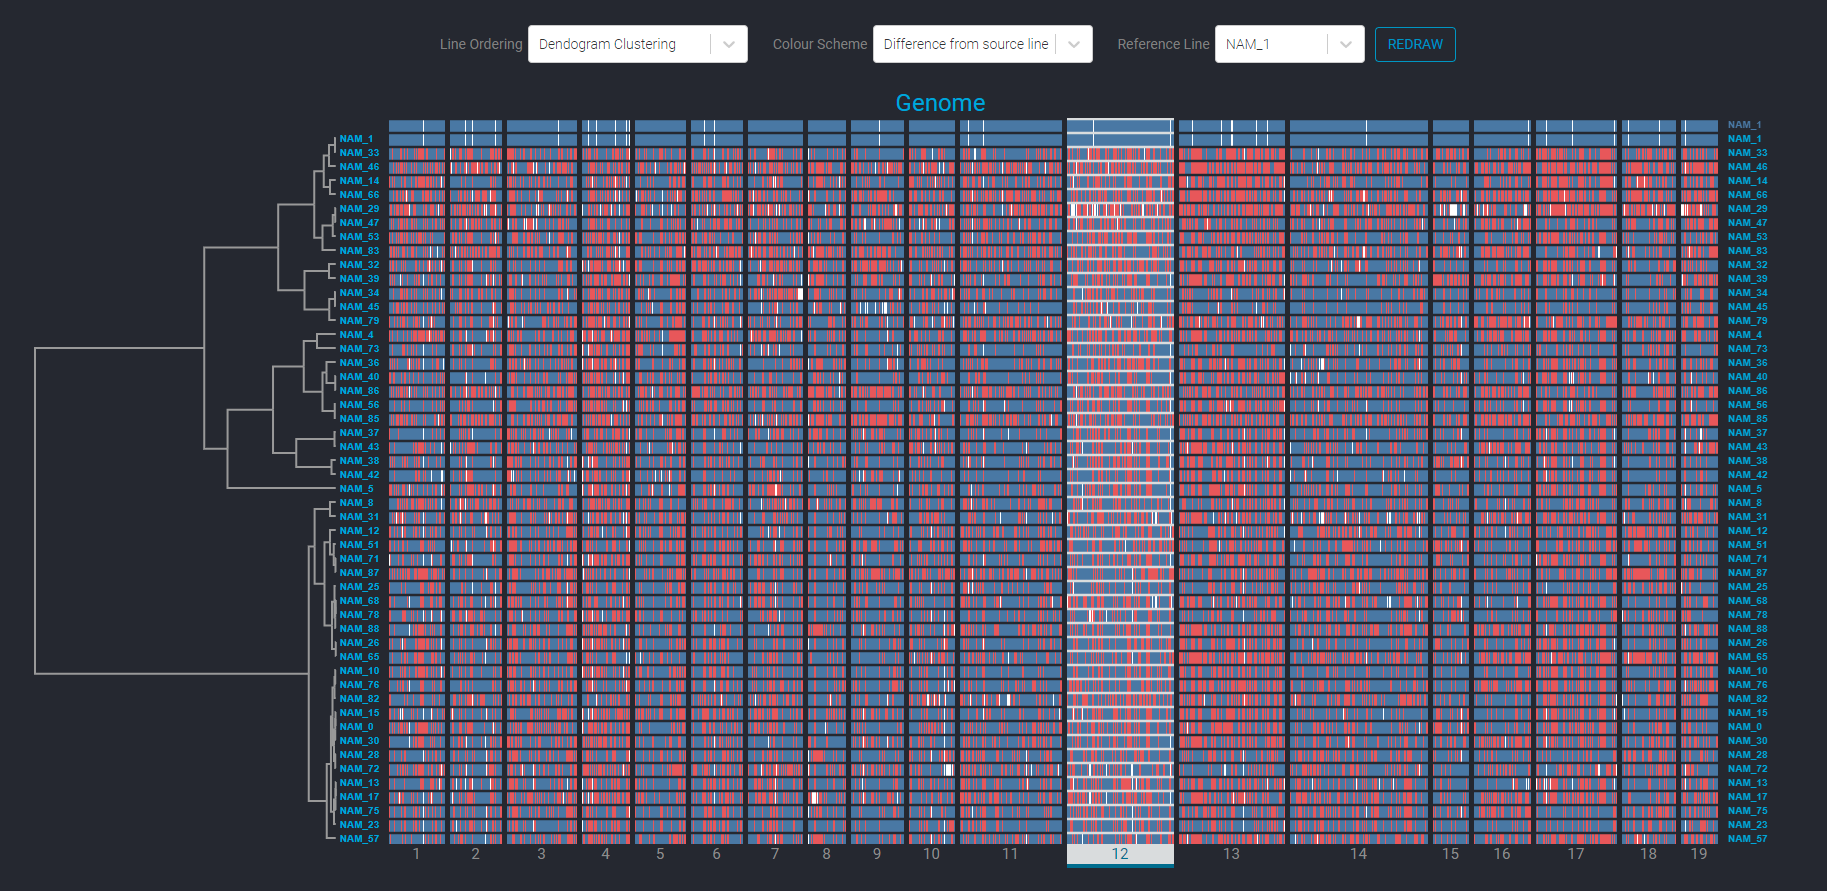 Line Ordering Dendogram Clustering Colour Scheme Difference from source line Reference Line NAM_1 REDRAW
Genome
NAM_1
NAM_1 NAM_1
NAM_33 NAM_33
NAM_46 NAM_46
NAM_14 NAM_14
NAM_66 NAM_66
NAM_29 NAM_29
NAM_47 NAM_47
NAM_53 NAM_53
NAM_83 NAM_83
NAM_32 NAM_32
NAM_39 NAM_39
NAM_34 NAM_34
NAM_45 NAM_45
NAM_79 NAM_79
NAM_4 NAM_4
NAM_73 NAM_73
NAM_36 NAM_36
NAM_40 NAM_40
NAM_86 NAM_86
NAM_56 NAM_56
NAM_85 NAM_85
NAM_37 NAM_37
NAM_43 NAM_43
NAM_38 NAM_38
NAM_42 NAM_42
NAM_5 NAM_5
NAM_8 NAM_8
NAM_31 NAM_31
NAM_12 NAM_12
NAM_51 NAM_51
NAM_71 NAM_71
NAM_87 NAM_87
NAM_25 NAM_25
NAM_68 NAM_68
NAM_78 NAM_78
NAM_88 NAM_88
NAM_26 NAM_26
NAM_65 NAM_65
NAM_10 NAM_10
NAM_76 NAM_76
NAM_82 NAM_82
NAM_15 NAM_15
NAM_0 NAM_0
NAM_30 NAM_30
NAM_28 NAM_28
NAM_72 NAM_72
NAM_13 NAM_13
NAM_17 NAM_17
NAM_75 NAM_75
NAM_23 NAM_23
NAM_57 NAM_57
1 2 3 4 5 6 7 8 9 10 11 12 13 14 15 16 17 18 19